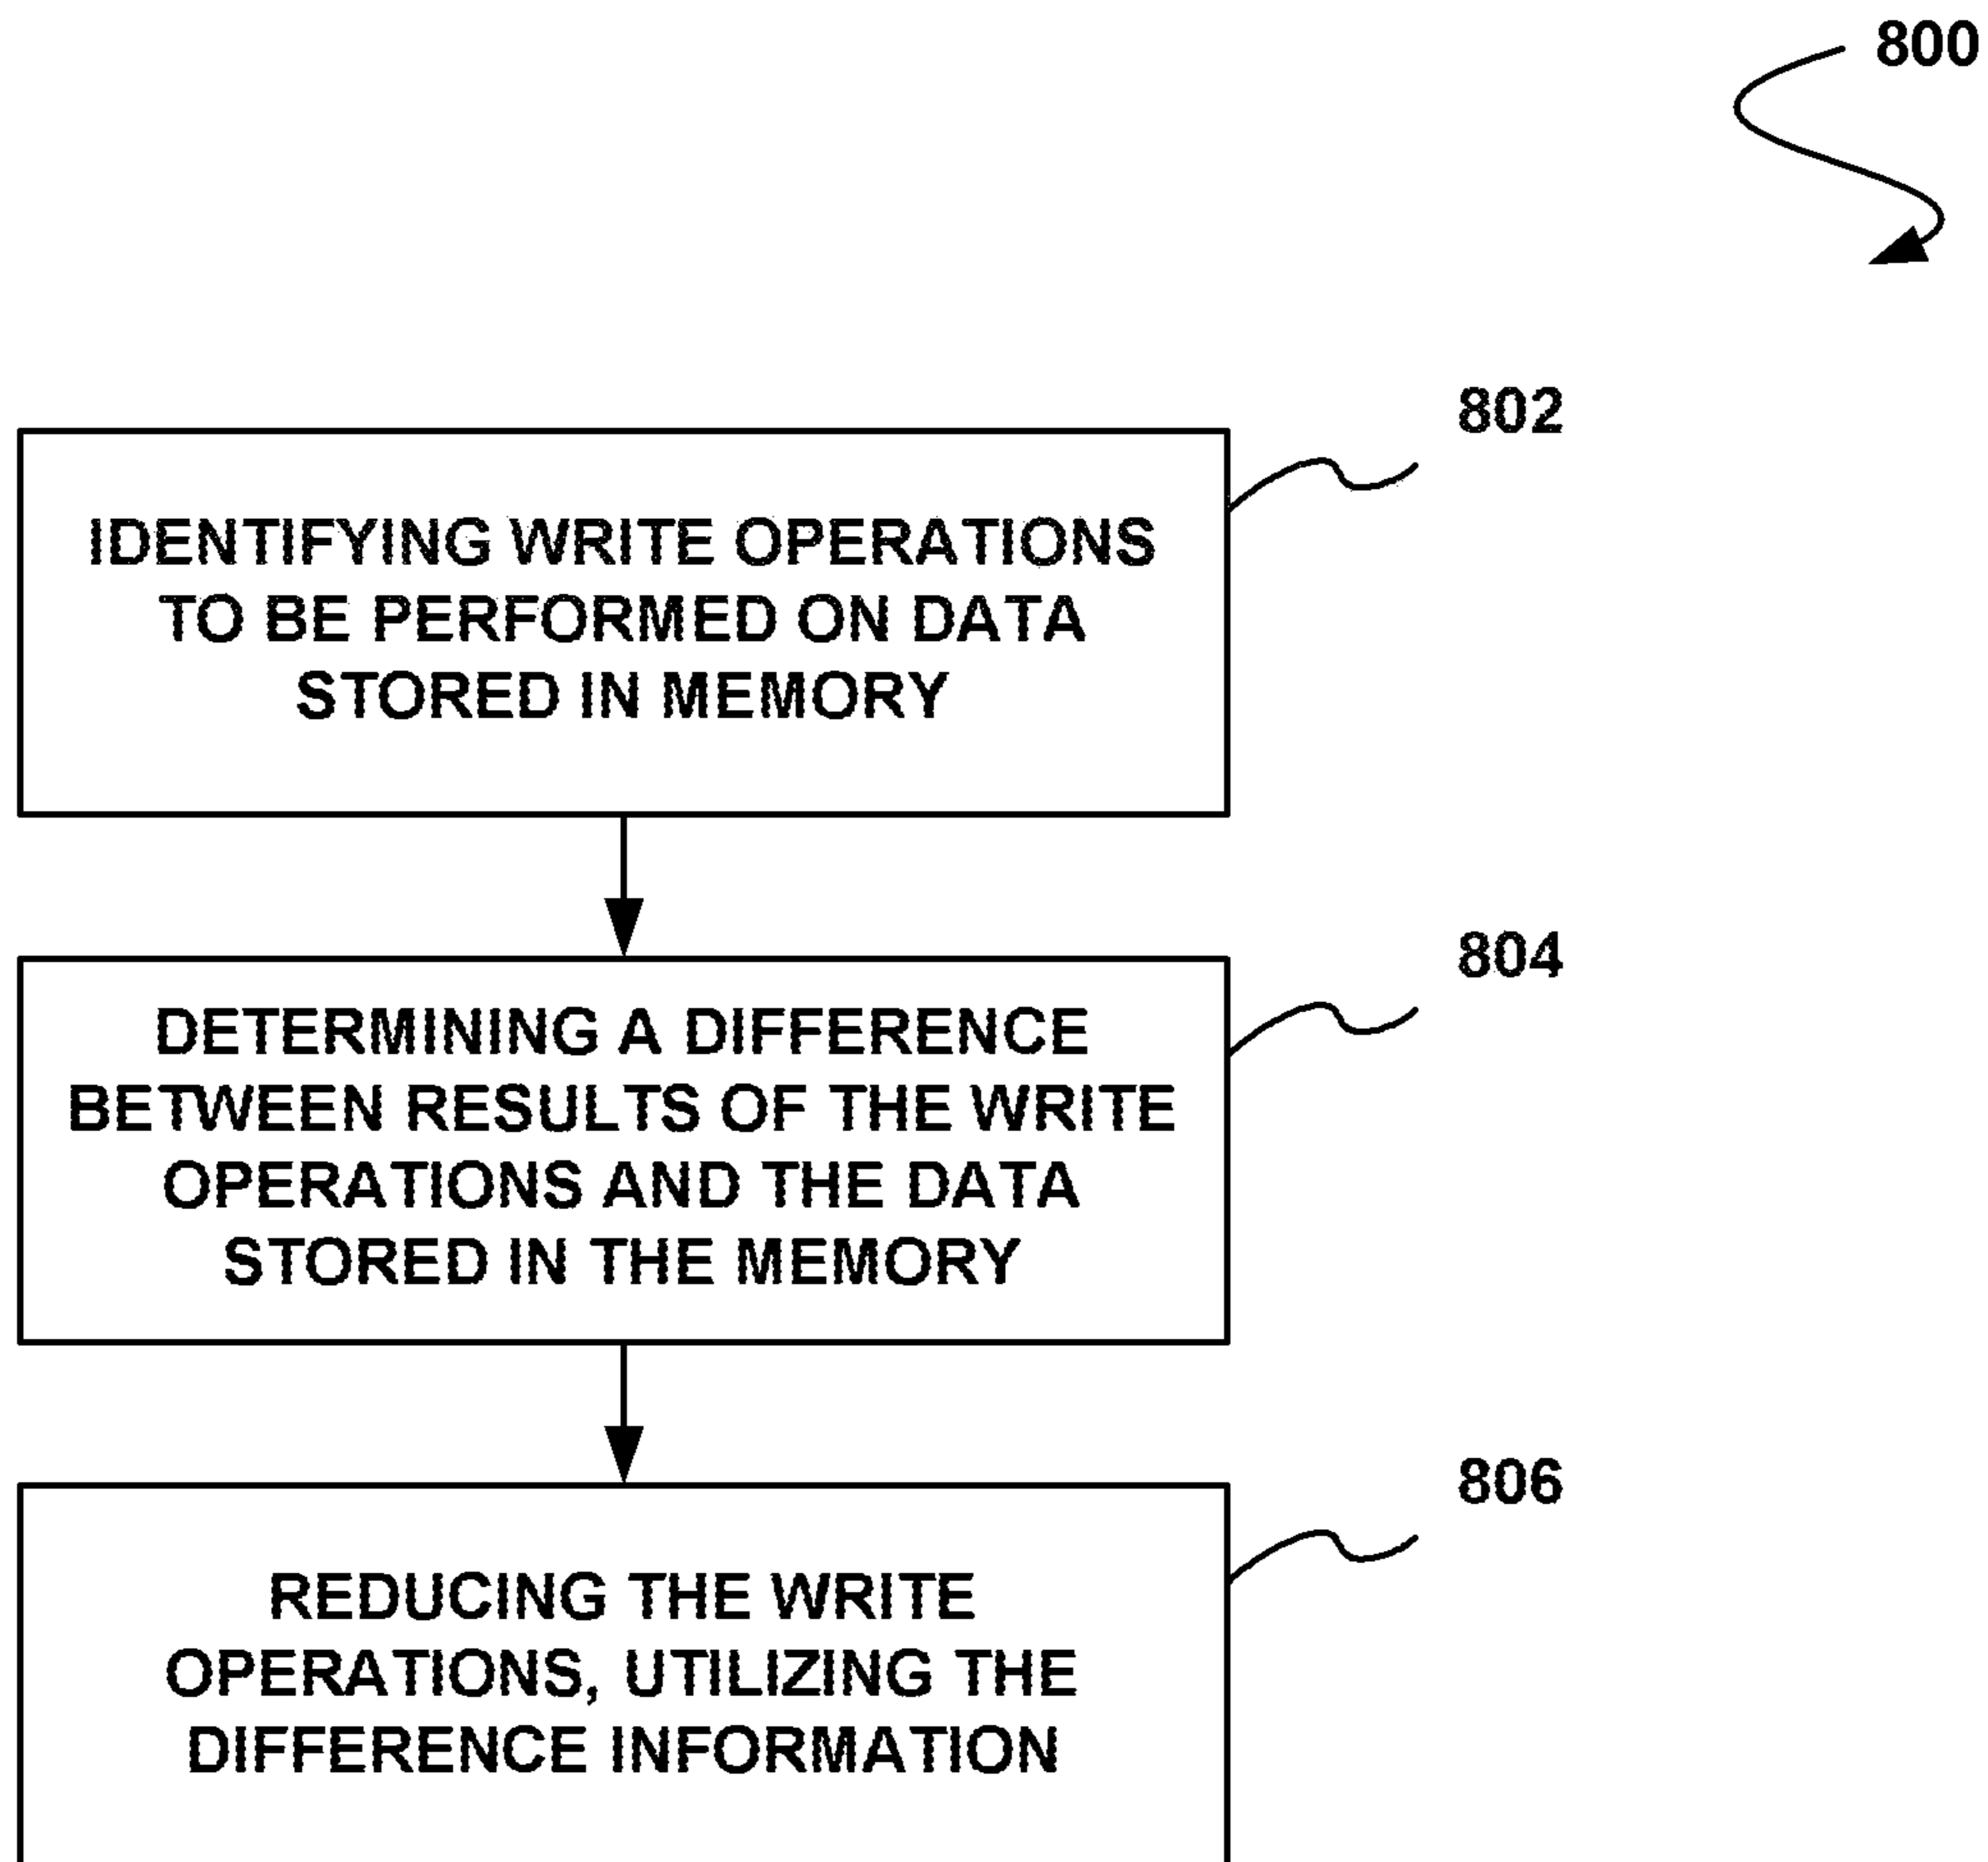 800
802
IDENTIFYING WRITE OPERATIONS
TO BE PERFORMED ON DATA
STORED IN MEMORY
804
DETERMINING A DIFFERENCE
BETWEEN RESULTS OF THE WRITE
OPERATIONS AND THE DATA
STORED IN THE MEMORY
806
REDUCING THE WRITE
OPERATIONS, UTILIZING THE
DIFFERENCE INFORMATION